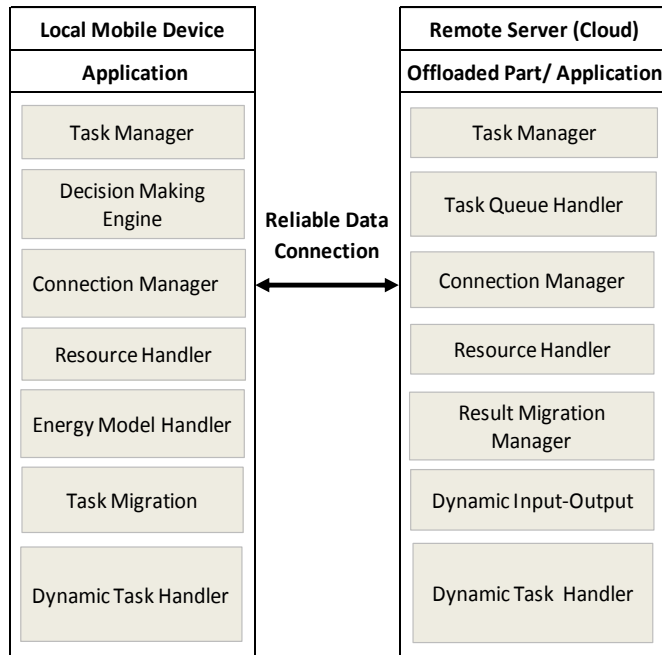 Local Mobile Device
Application
Task Manager
Decision Making
Engine
Connection Manager
Resource Handler
Energy Model Handler
Task Migration
Dynamic Task Handler
Reliable Data
Connection
Remote Server (Cloud)
Offloaded Part/ Application
Task Manager
Task Queue Handler
Connection Manager
Resource Handler
Result Migration
Manager
Dynamic Input-Output
Dynamic Task Handler